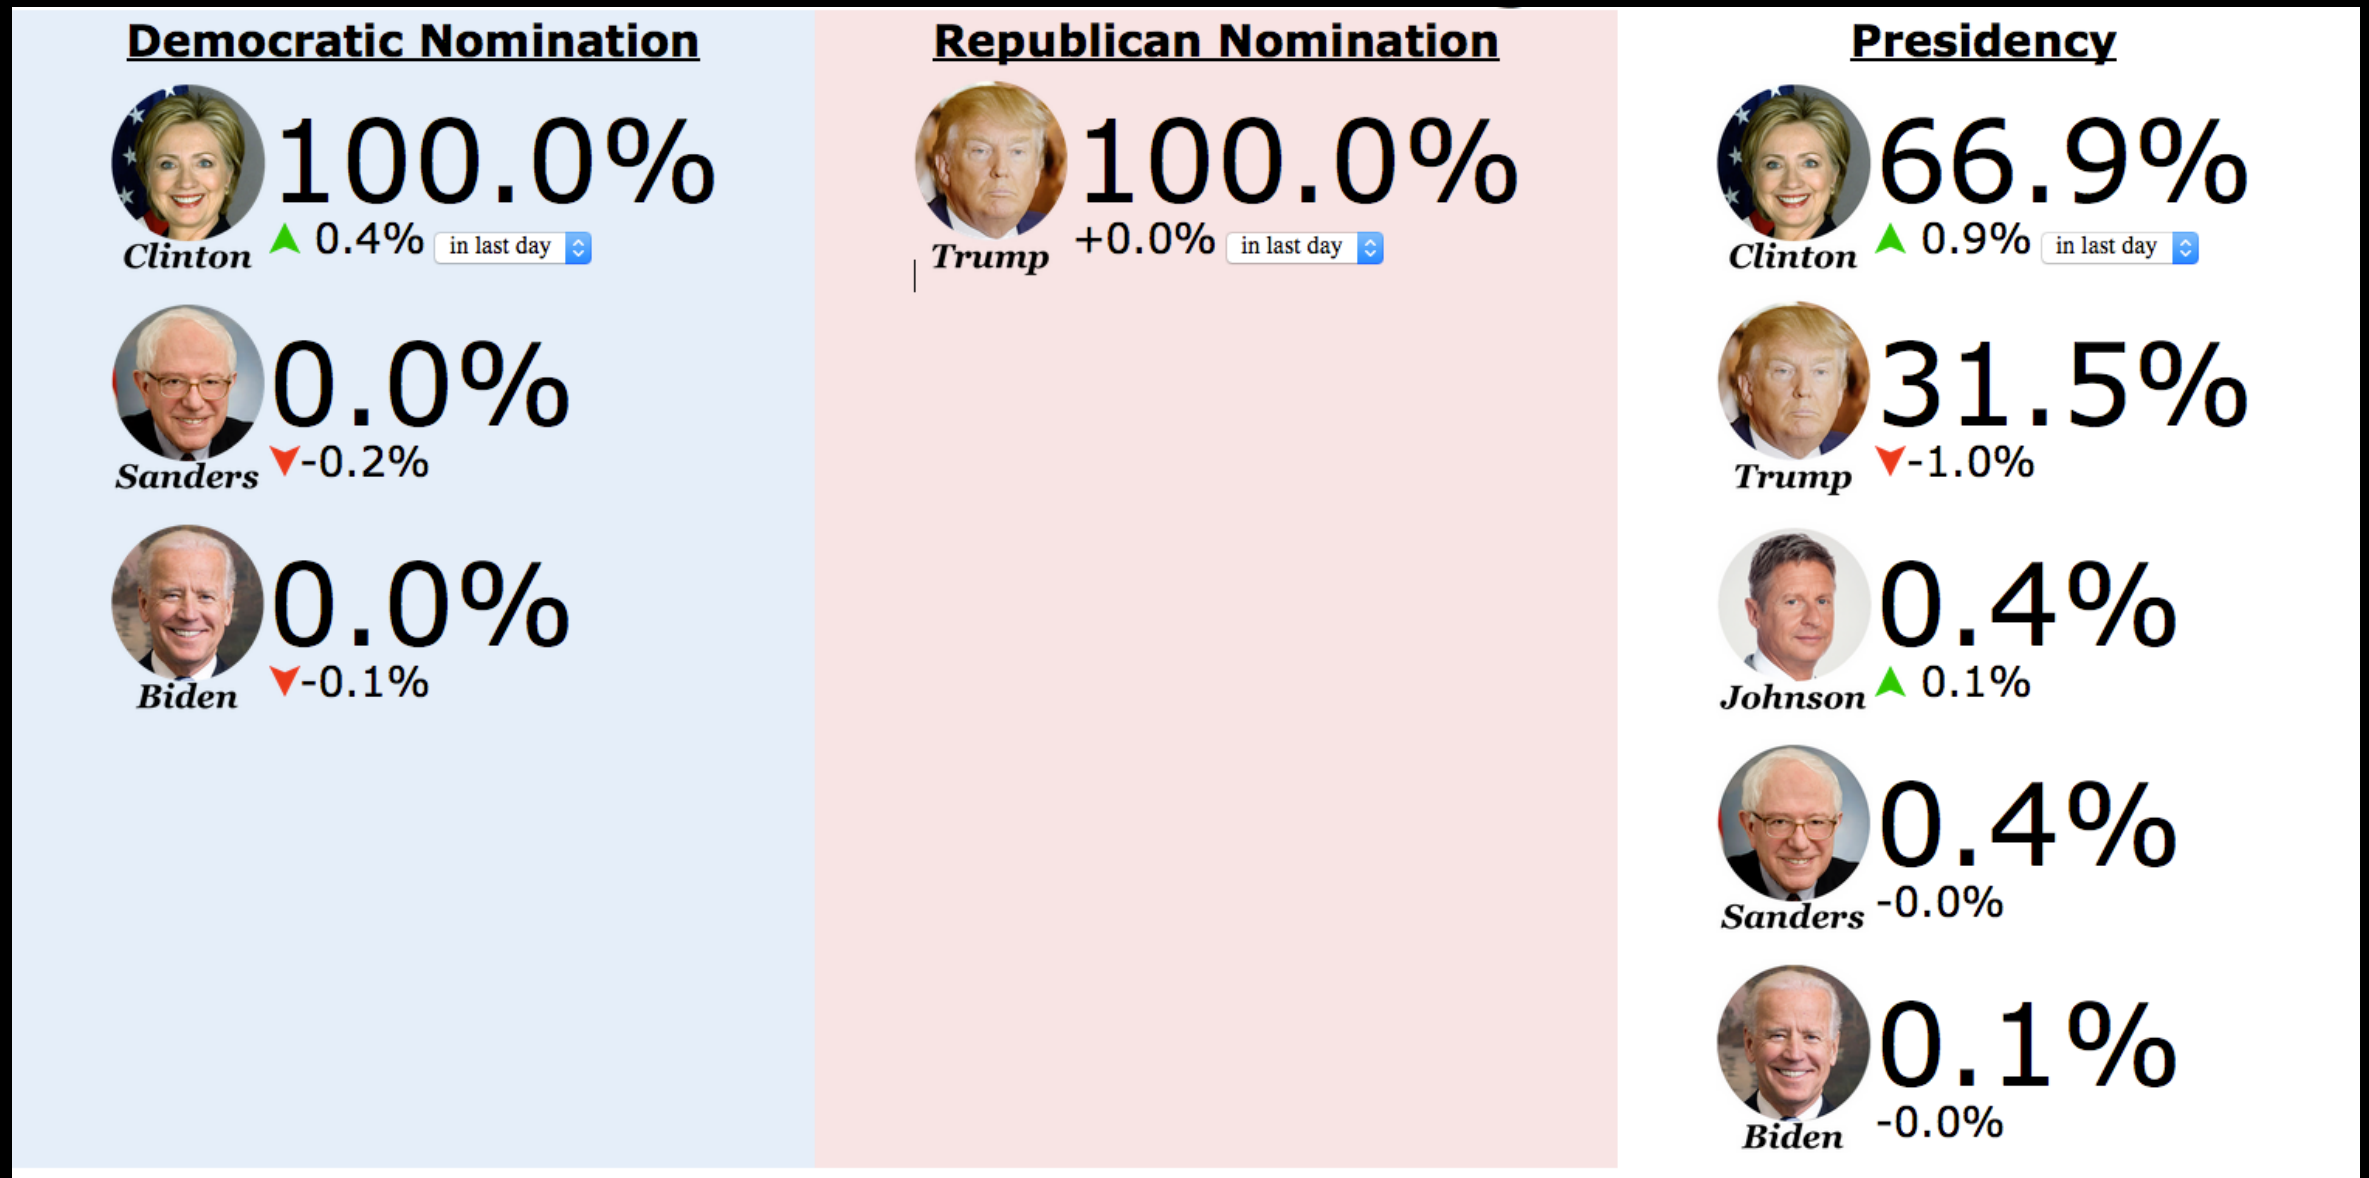 Democratic Nomination
100.0%
Clinton
0.4% in last day
0.0%
Sanders
-0.2%
0.0%
Biden
-0.1%
Republican Nomination
100.0%
Trump
+0.0% in last day
Presidency
66.9%
Clinton
0.9% in last day
31.5%
Trump
-1.0%
0.4%
Johnson
0.1%
0.4%
Sanders
-0.0%
0.1%
Biden
-0.0%